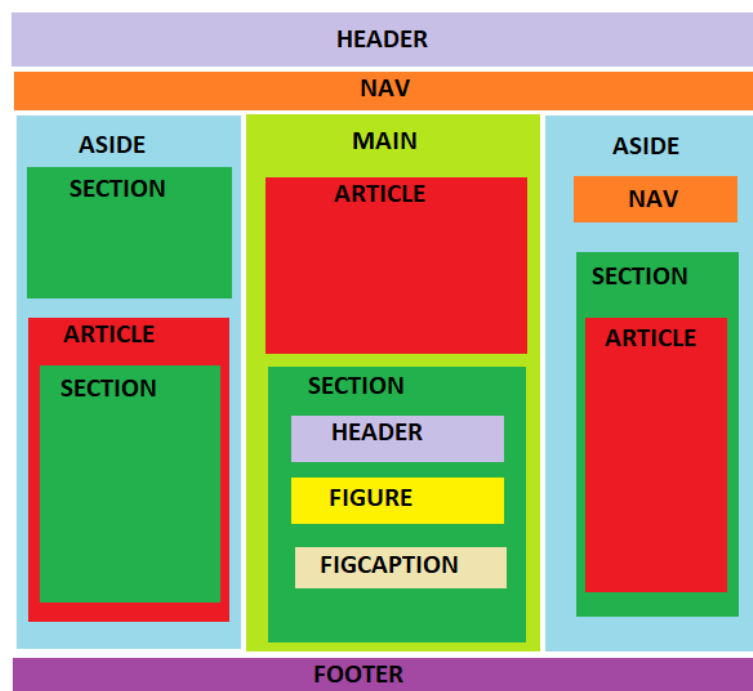 HEADER
NAV
ASIDE
SECTION
ARTICLE
SECTION
MAIN
ARTICLE
SECTION
HEADER
FIGURE
FIGCAPTION
ASIDE
NAV
SECTION
ARTICLE
FOOTER